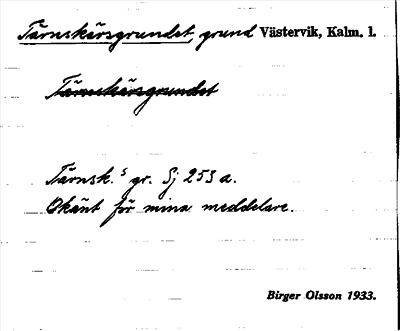 Tärnskärsgrundet, grund Västervik, Kalm. l.
Tärnskärsgrundet
Tärnsk.s gr. Sj 253 a.
Okänt för mina meddelare.
Birger Olsson 1933.